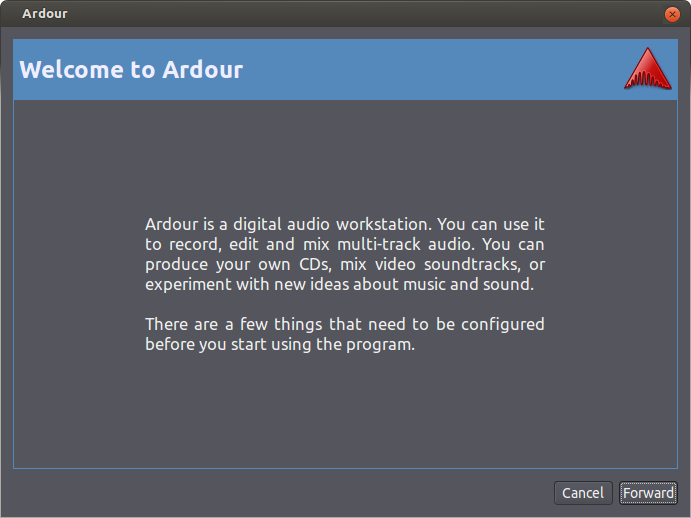 Ardour
Welcome to Ardour
Ardour is a digital audio workstation. You can use it
to record, edit and mix multi-track audio. You can
produce your own CDs, mix video soundtracks, or
experiment with new ideas about music and sound.
There are a few things that need to be configured
before you start using the program.
Cancel
Forward